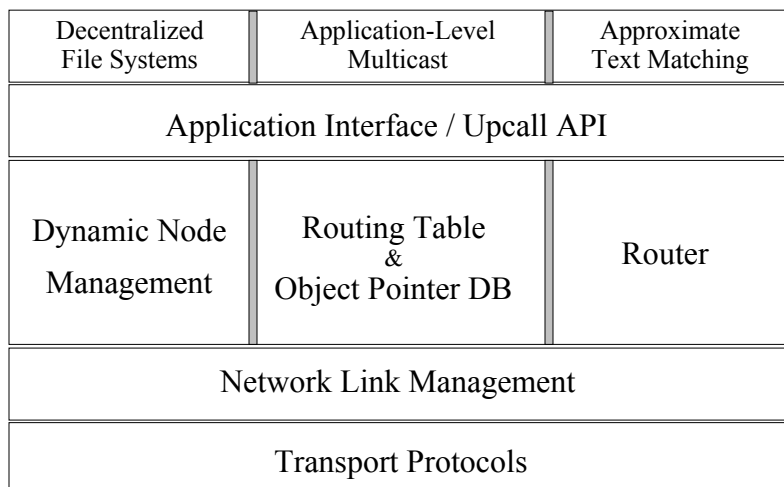 Decentralized
File Systems
Application-Level
Multicast
Approximate
Text Matching
Application Interface / Upcall API
Dynamic Node
Management
Routing Table
&
Object Pointer DB
Router
Network Link Management
Transport Protocols